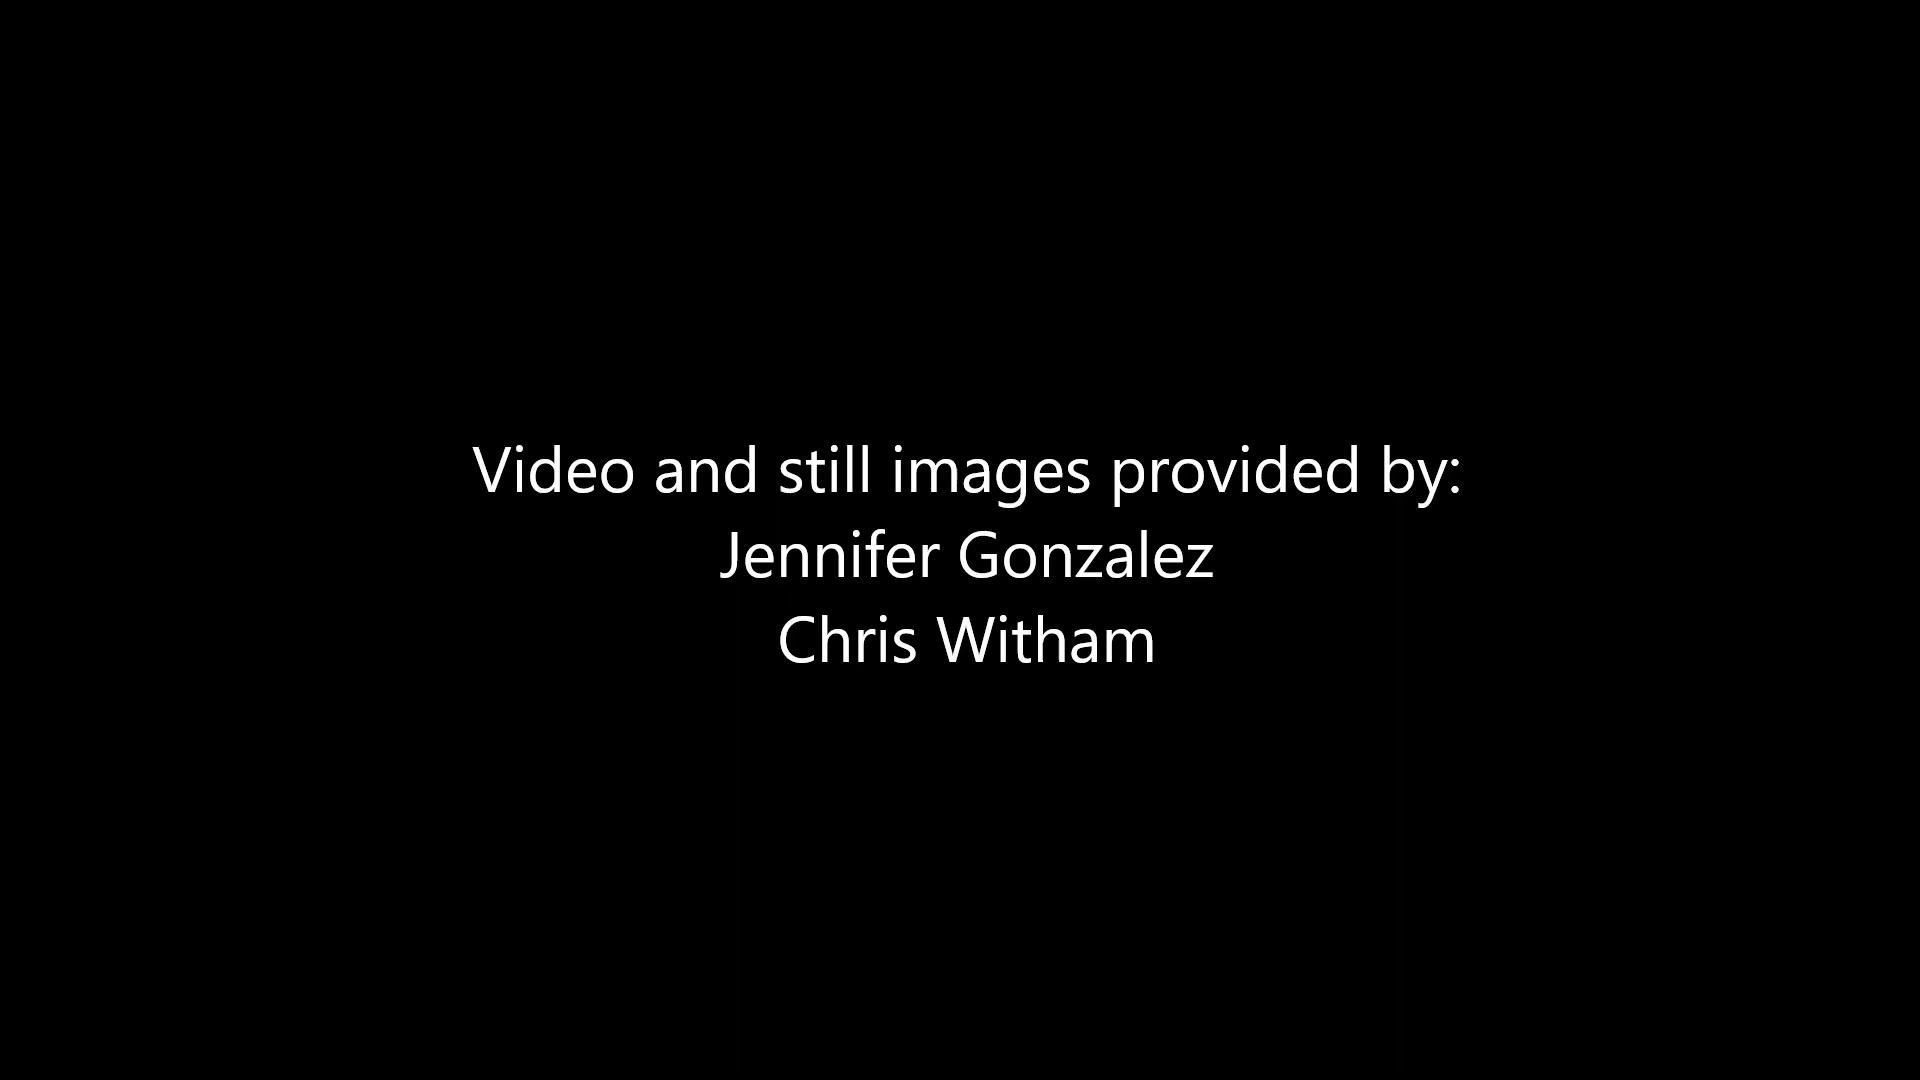 Video and still images provided by:
Jennifer Gonzalez
Chris Witham